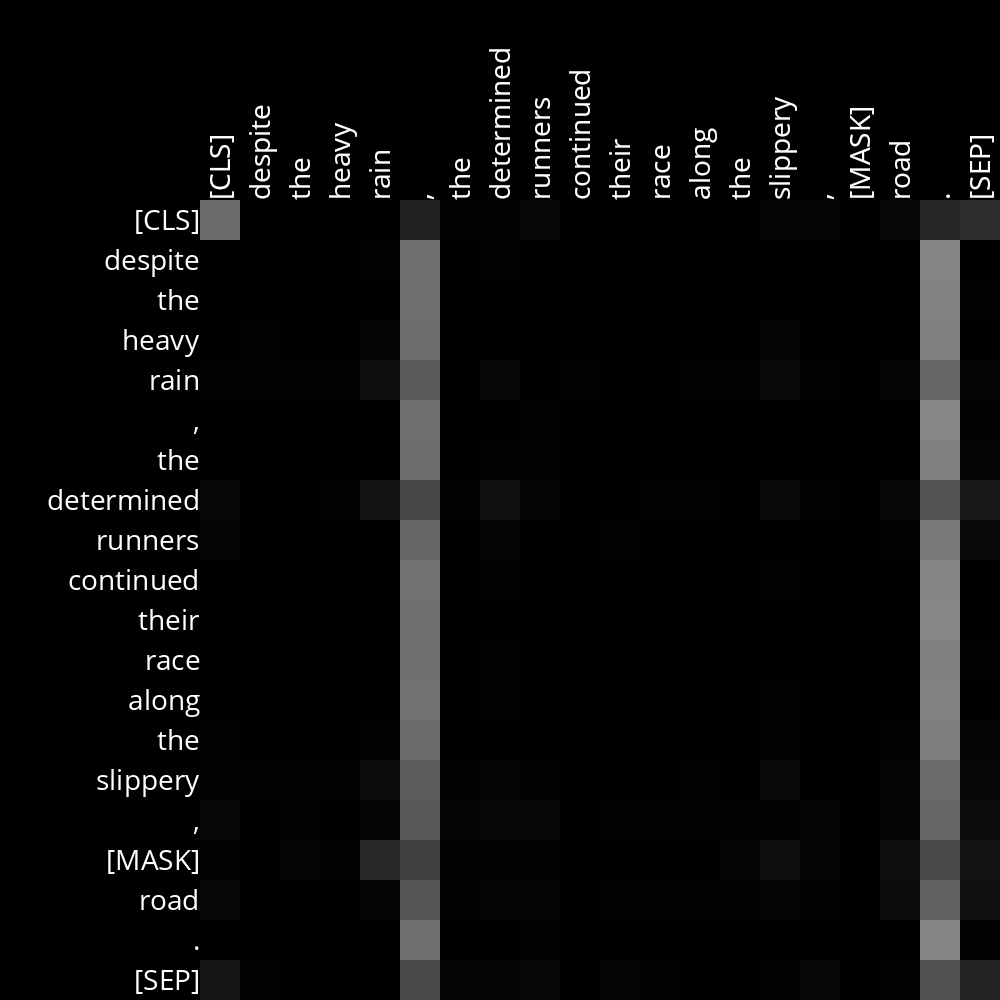 [CLS] despite the heavy rain , the determined runners continued their race along the slippery , [MASK] road . [SEP]
[CLS]
despite
the
heavy
rain
,
the
determined
runners
continued
their
race
along
the
slippery
,
[MASK]
road
.
[SEP]